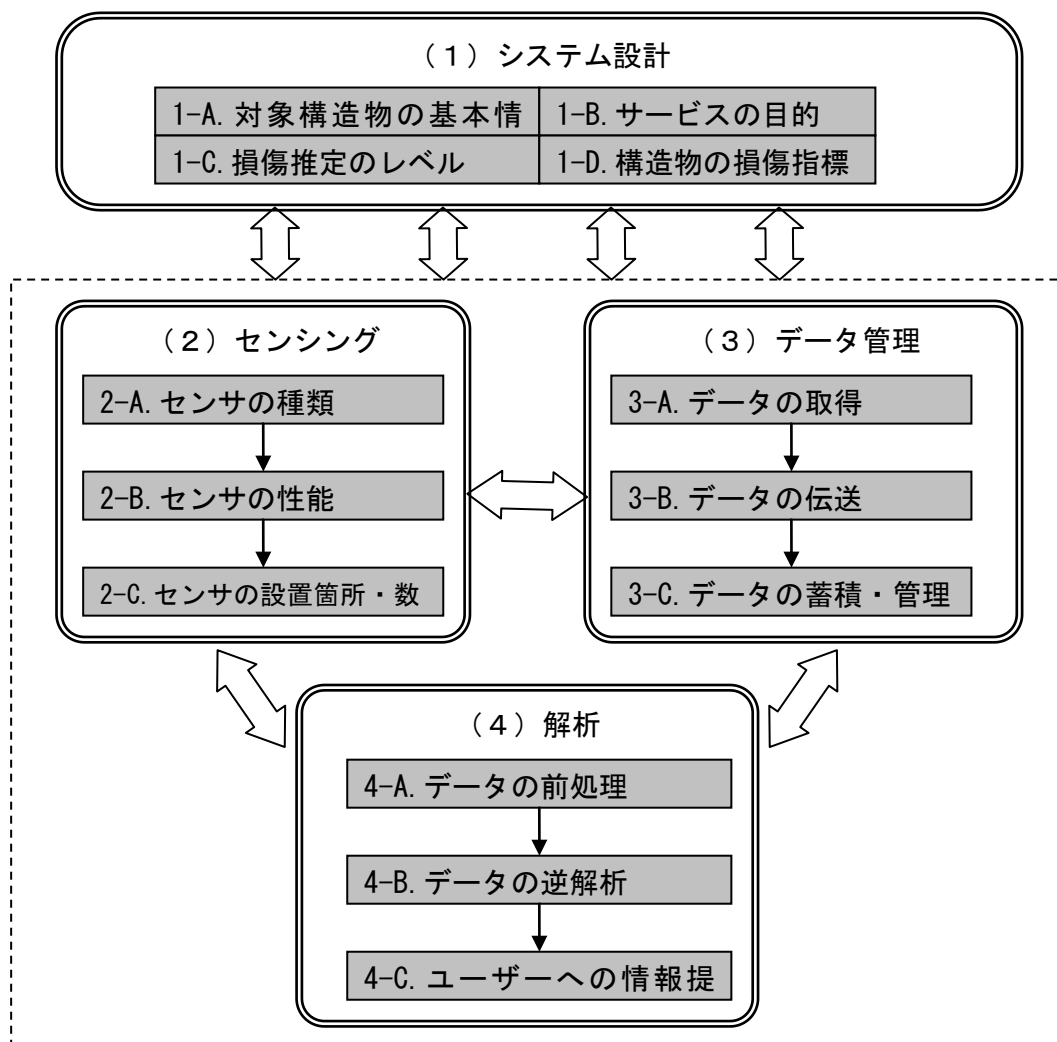 （１）システム設計
1-A.対象構造物の基本情
1-B.サービスの目的
1-C.損傷推定のレベル
1-D.構造物の損傷指標
（２）センシング
2-A.センサの種類
2-B.センサの性能
2-C.センサの設置箇所・数
（３）データ管理
3-A.データの取得
3-B.データの伝送
3-C.データの蓄積・管理
（４）解析
4-A.データの前処理
4-B.データの逆解析
4-C.ユーザーへの情報提